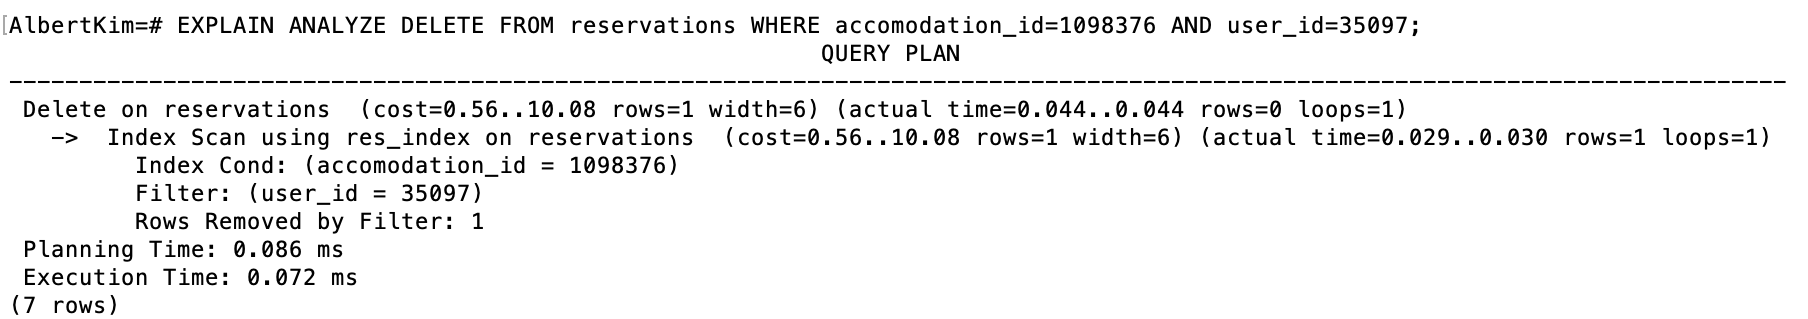 [AlbertKim=# EXPLAIN ANALYZE DELETE FROM reservations WHERE accomodation_id=1098376 AND user_id=35097;
QUERY PLAN
-------------------------------------------------------------------------------------------------------------------------------
Delete on reservations  (cost=0.56..10.08 rows=1 width=6) (actual time=0.044..0.044 rows=0 loops=1)
  ->  Index Scan using res_index on reservations  (cost=0.56..10.08 rows=1 width=6) (actual time=0.029..0.030 rows=1 loops=1)
        Index Cond: (accomodation_id = 1098376)
        Filter: (user_id = 35097)
        Rows Removed by Filter: 1
Planning Time: 0.086 ms
Execution Time: 0.072 ms
(7 rows)